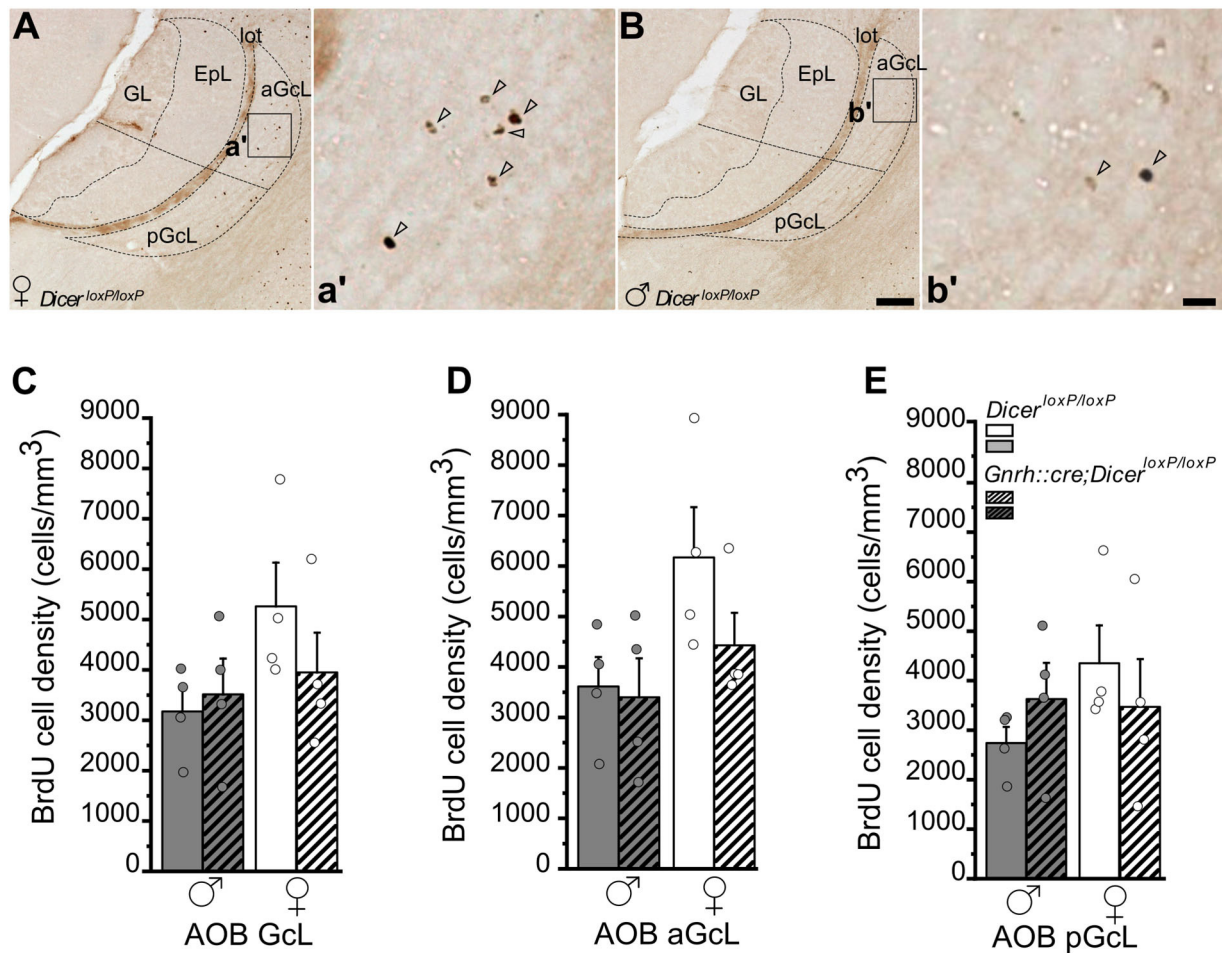 A
lot
EpL
aGcL
GL
a'
pGcL
♀ Dicer loxP/loxP
a'
B
lot
EpL
aGcL
GL
b'
pGcL
♂ Dicer loxP/loxP
b'
C
BrdU cell density (cells/mm3)
9000
8000
7000
6000
5000
4000
3000
2000
1000
0
♂ ♀
AOB GcL
D
BrdU cell density (cells/mm3)
9000
8000
7000
6000
5000
4000
3000
2000
1000
0
♂ ♀
AOB aGcL
E
BrdU cell density (cells/mm3)
9000
8000
7000
6000
5000
4000
3000
2000
1000
0
Dicer loxP/loxP
Gnrh::cre;Dicer loxP/loxP
♂ ♀
AOB pGcL